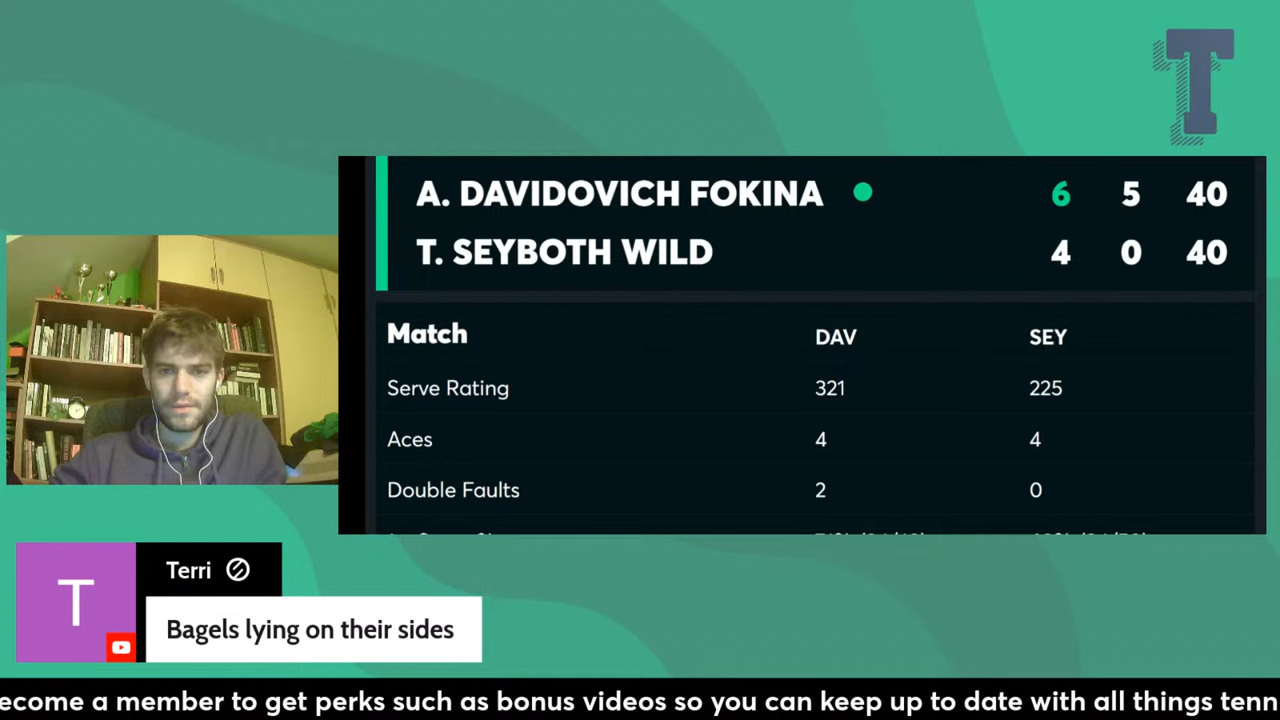 T
A. DAVIDOVICH FOKINA 6 5 40
T. SEYBOTH WILD 4 0 40
Match DAV SEY
Serve Rating 321 225
Aces 4 4
Double Faults 2 0
T
Terri
Bagels lying on their sides
ecome a member to get perks such as bonus videos so you can keep up to date with all things tenn